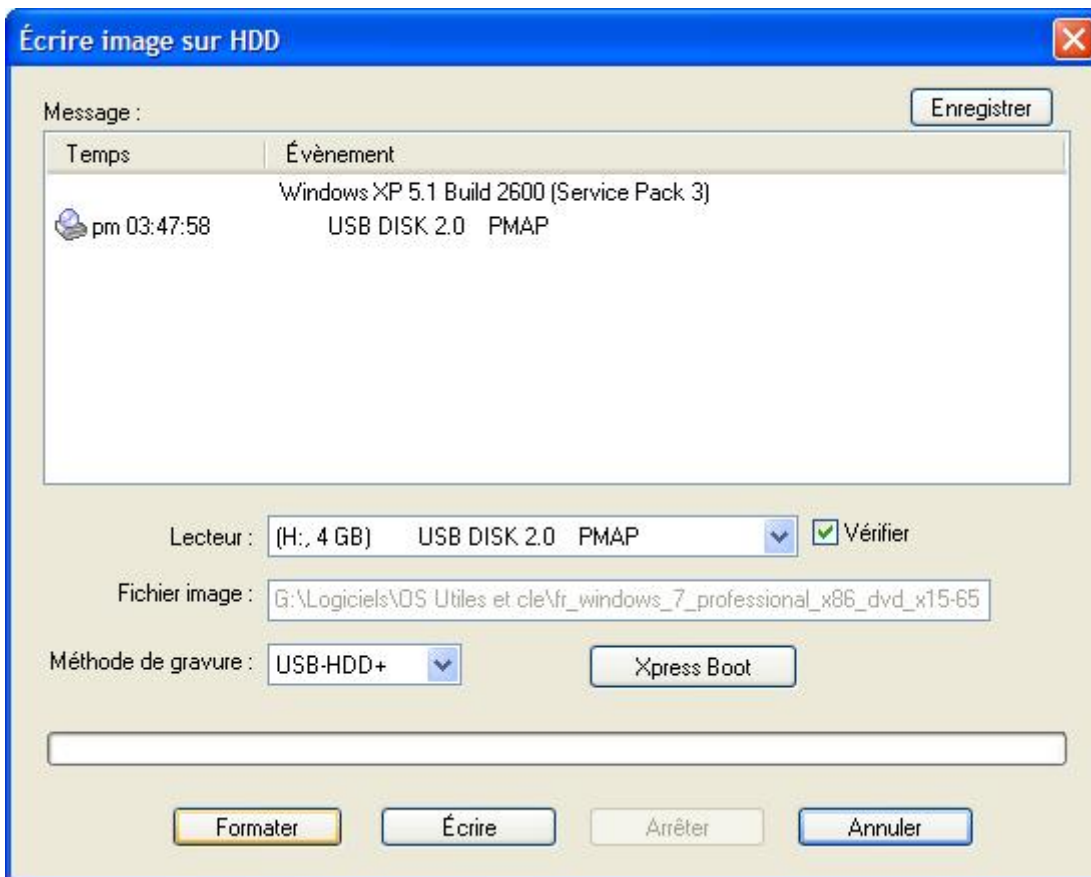 Écrire image sur HDD
Message :
Enregistrer
Temps Évènement
Windows XP 5.1 Build 2600 (Service Pack 3)
pm 03:47:58 USB DISK 2.0 PMAP
Lecteur : (H:, 4 GB) USB DISK 2.0 PMAP Vérifier
Fichier image : G:\Logiciels\OS Utiles et cle\fr_windows_7_professional_x86_dvd_x15-65
Méthode de gravure : USB-HDD+ Xpress Boot
Formater Écrire Arrêter Annuler